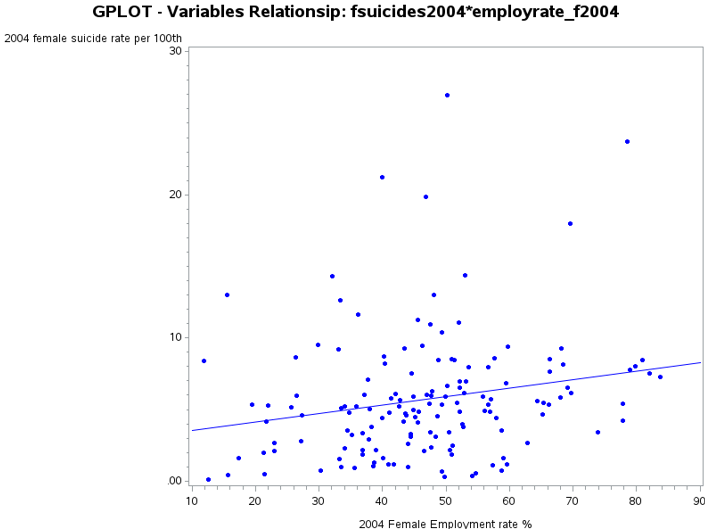 GPLOT - Variables Relationsip: fsuicides2004*employrate_f2004
2004 female suicide rate per 100th
30
20
10
.00
10 20 30 40 50 60 70 80 90
2004 Female Employment rate %